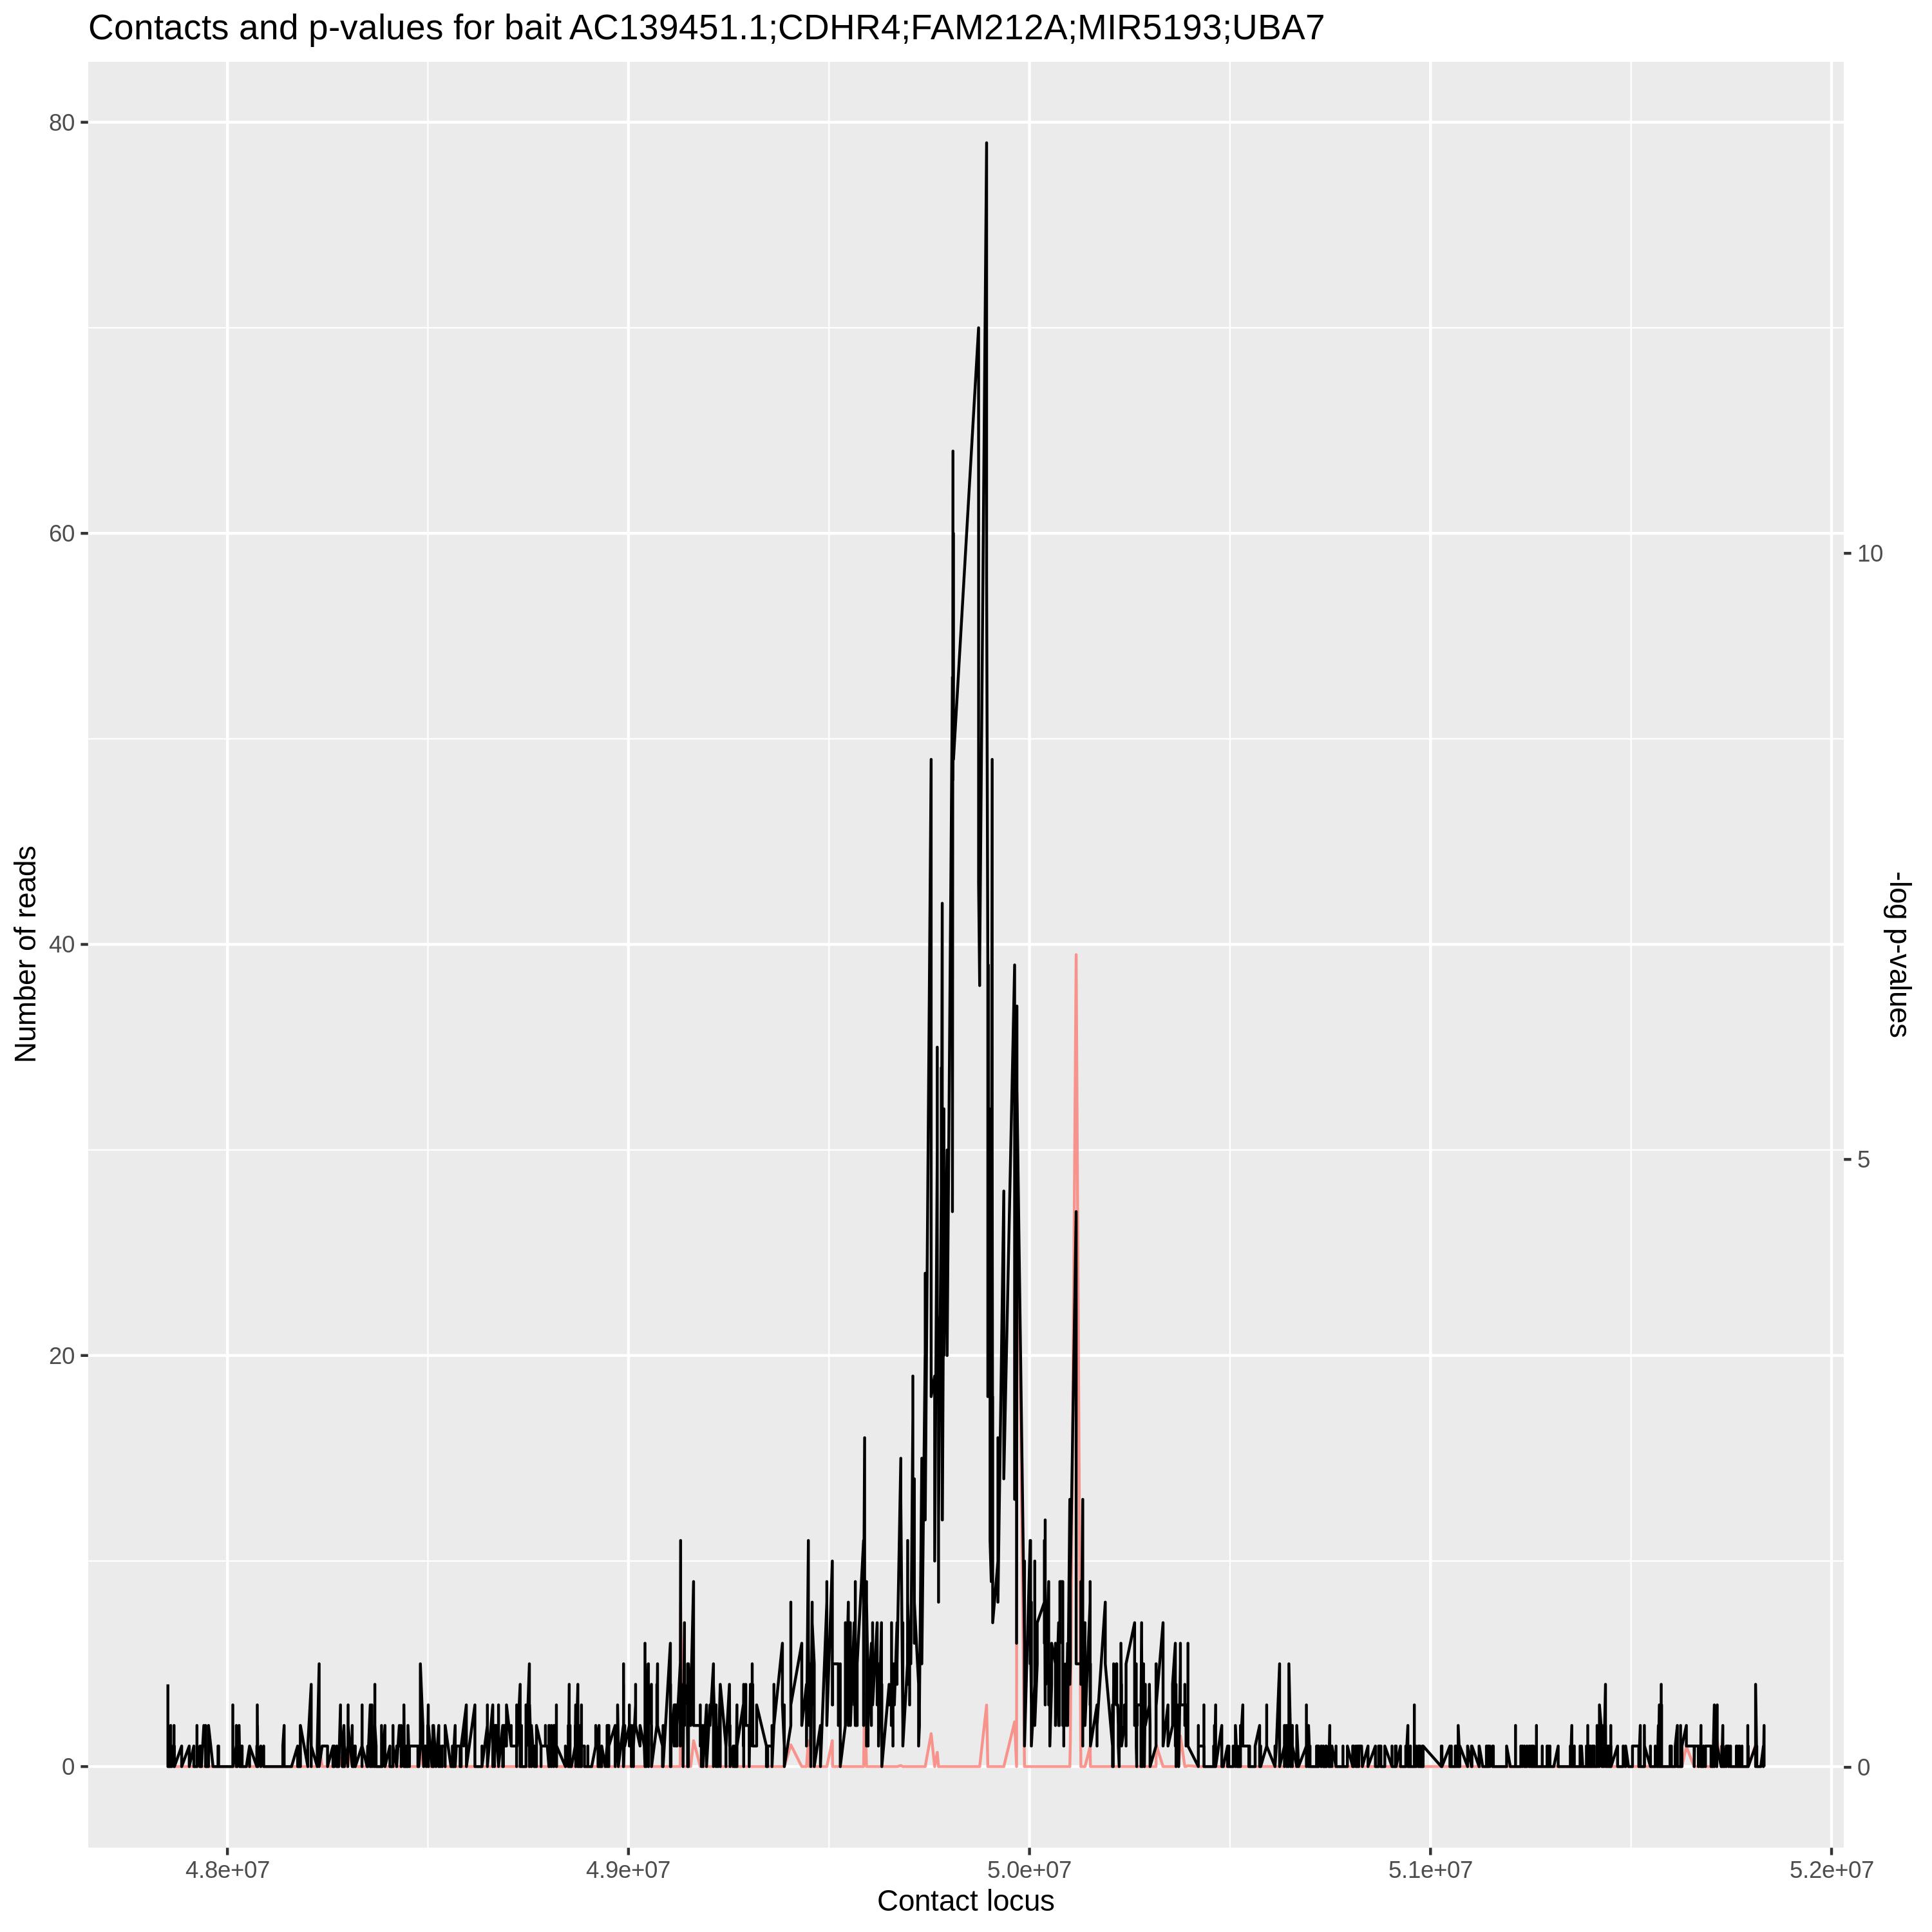 Contacts and p-values for bait AC139451.1;CDHR4;FAM212A;MIR5193;UBA7
80
60
40
20
0
Number of reads
10
5
0
-log p-values
4.8e+07 4.9e+07 5.0e+07 5.1e+07 5.2e+07
Contact locus